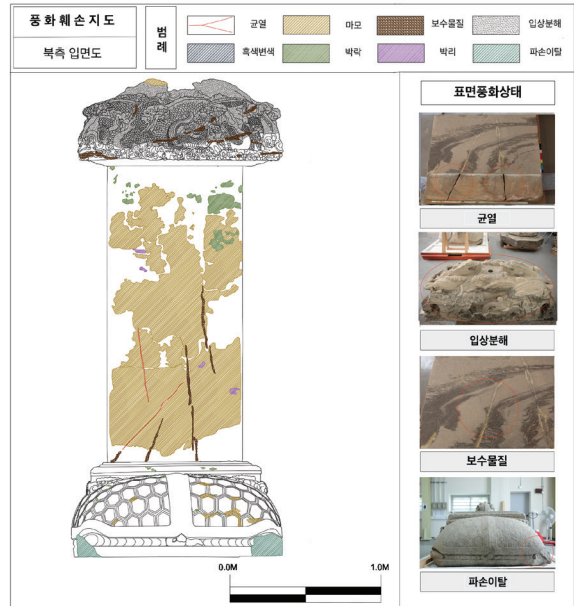 풍화훼손지도
북측 입면도
범례
균열
마모
보수물질
입상분해
흑색변색
박락
박리
파손이탈
표면풍화상태
균열
입상분해
보수물질
파손이탈
0.0M
1.0M